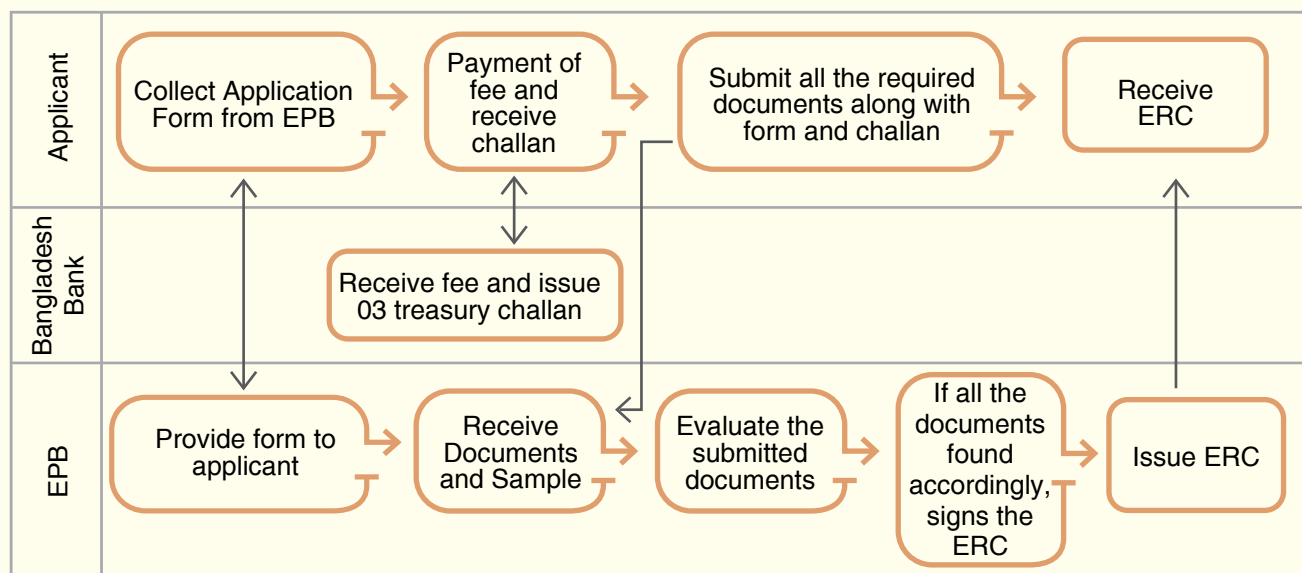 Applicant
Collect Application
Form from EPB
Payment of
fee and
receive
challan
Submit all the required
documents along with
form and challan
Receive
ERC
Bangladesh
Bank
Receive fee and issue
03 treasury challan
EPB
Provide form to
applicant
Receive
Documents
and Sample
Evaluate the
submitted
documents
If all the
documents
found
accordingly,
signs the
ERC
Issue ERC